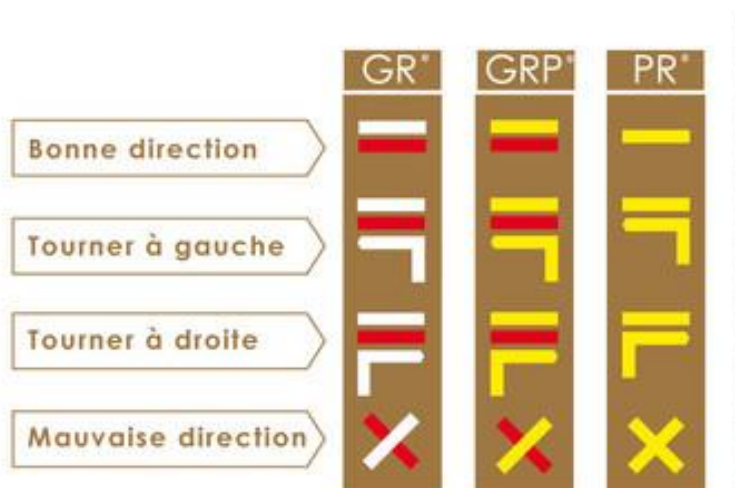 GR® GRP® PR®
Bonne direction
Tourner à gauche
Tourner à droite
Mauvaise direction